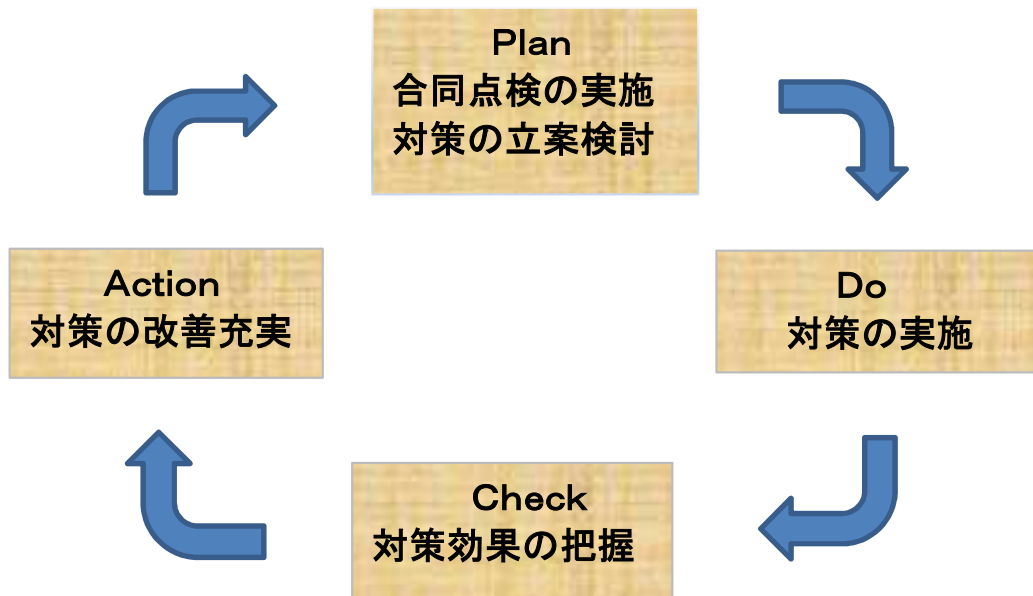 Plan
合同点検の実施
対策の立案検討
Action
対策の改善充実
Do
対策の実施
Check
対策効果の把握